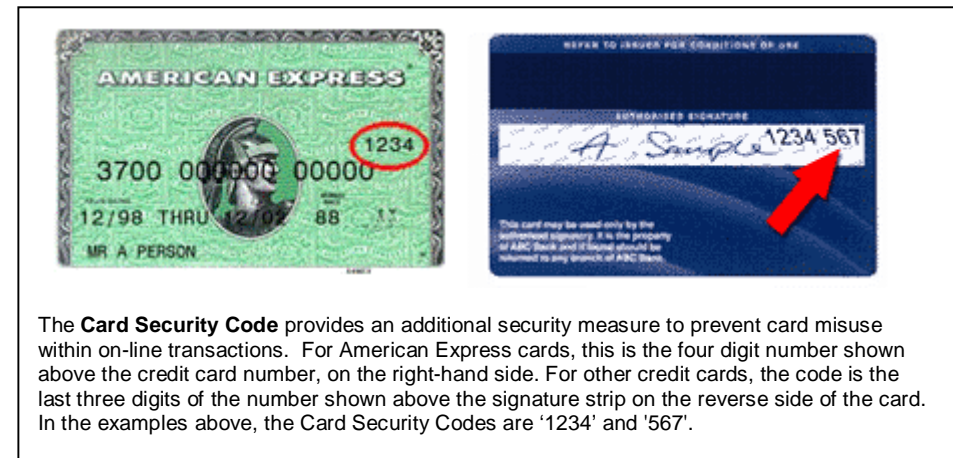 AMERICAN EXPRESS
1234
3700 000000 00000
12/98 THRU 12/02 88
MR A PERSON
REFER TO ISSUER FOR CONDITIONS OF USE
AUTHORISED SIGNATURE
A Sample 1234 567
This card may be used only by the
authorised signatory. It is the property
of ABC Bank and if found should be
returned to any branch of ABC Bank.
The Card Security Code provides an additional security measure to prevent card misuse
within on-line transactions.  For American Express cards, this is the four digit number shown
above the credit card number, on the right-hand side. For other credit cards, the code is the
last three digits of the number shown above the signature strip on the reverse side of the card.
In the examples above, the Card Security Codes are ‘1234’ and '567'.